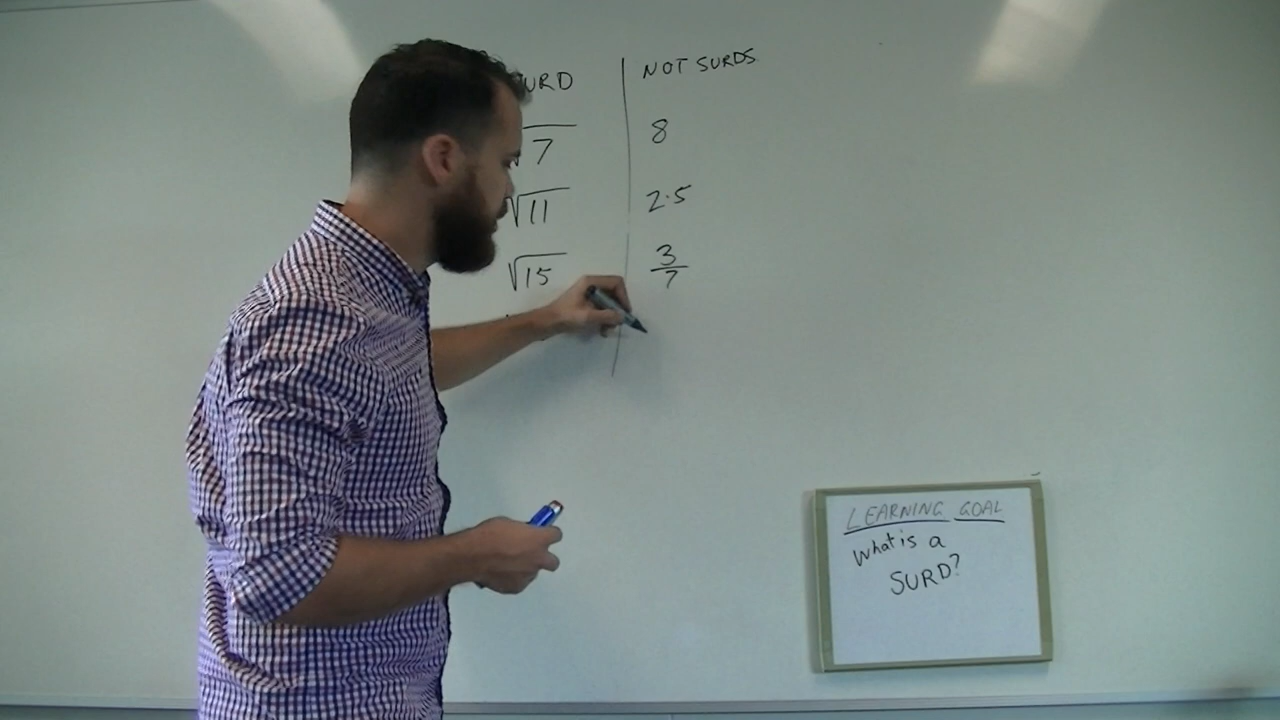 URD
NOT SURDS
√7
8
√11
2.5
√15
3/7
LEARNING GOAL
What is a
SURD?